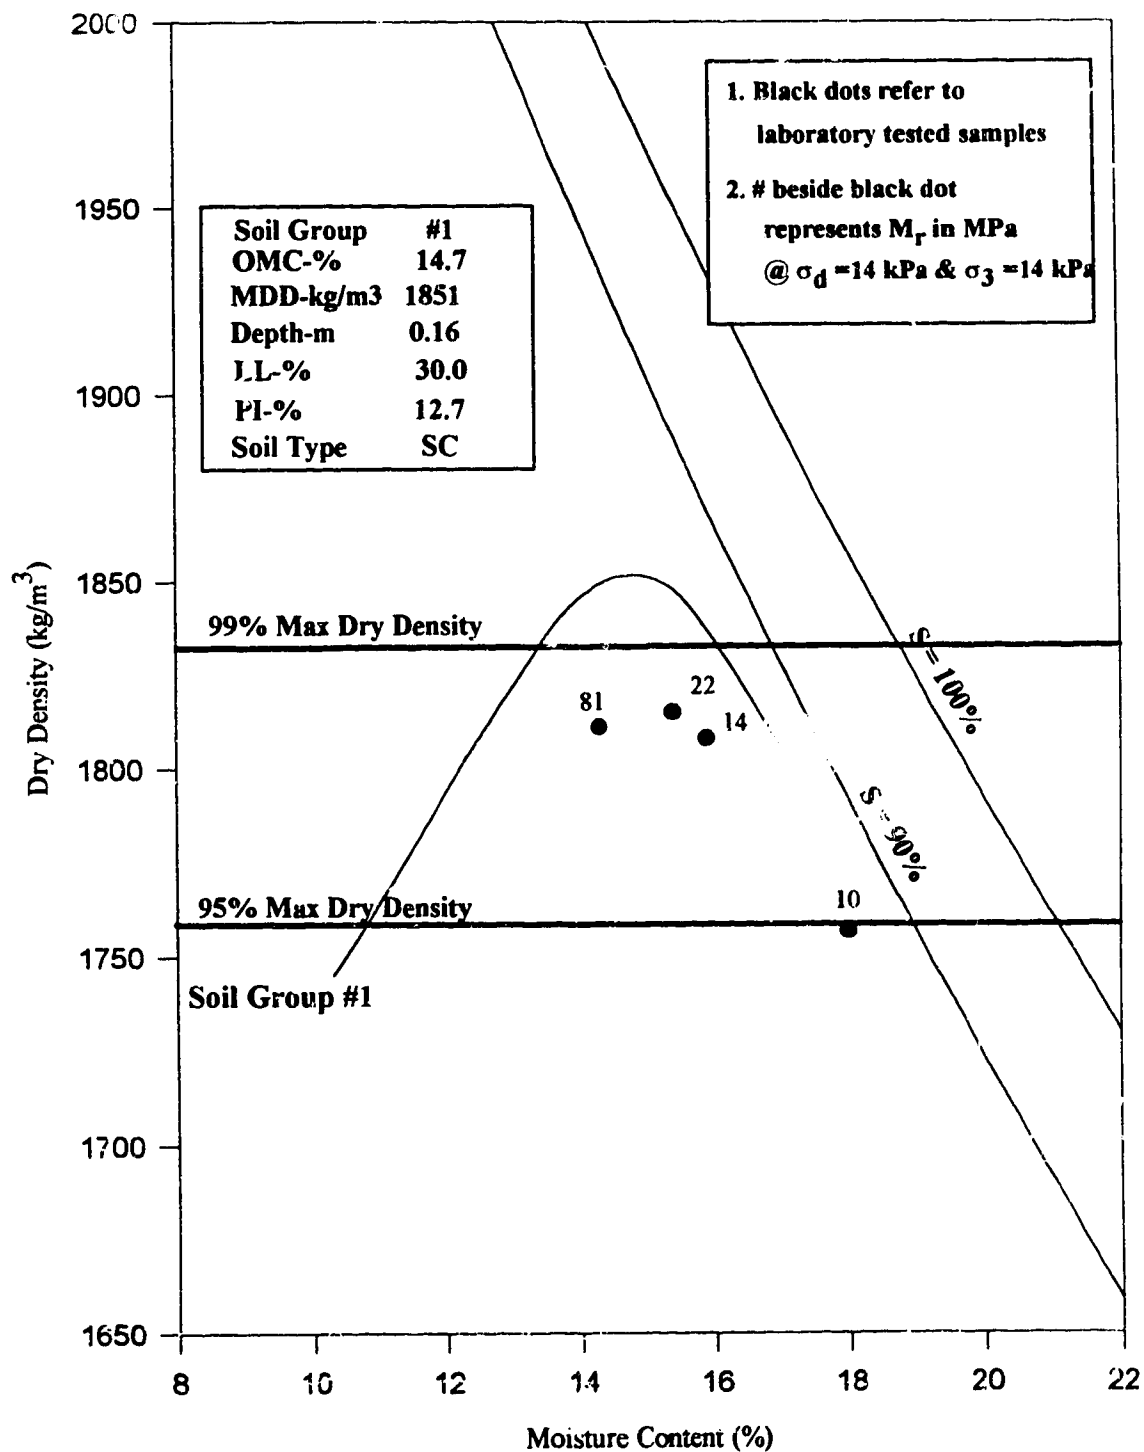 2000
1. Black dots refer to
laboratory tested samples
2. # beside black dot
represents Mr in MPa
@ σd =14 kPa & σ3 =14 kPa
1950
Soil Group #1
OMC-% 14.7
MDD-kg/m3 1851
Depth-m 0.16
LL-% 30.0
PI-% 12.7
Soil Type SC
1900
1850
99% Max Dry Density
S = 100%
81
22
14
1800
S = 90%
95% Max Dry Density
10
1750
Soil Group #1
1700
1650
8 10 12 14 16 18 20 22
Dry Density (kg/m³)
Moisture Content (%)